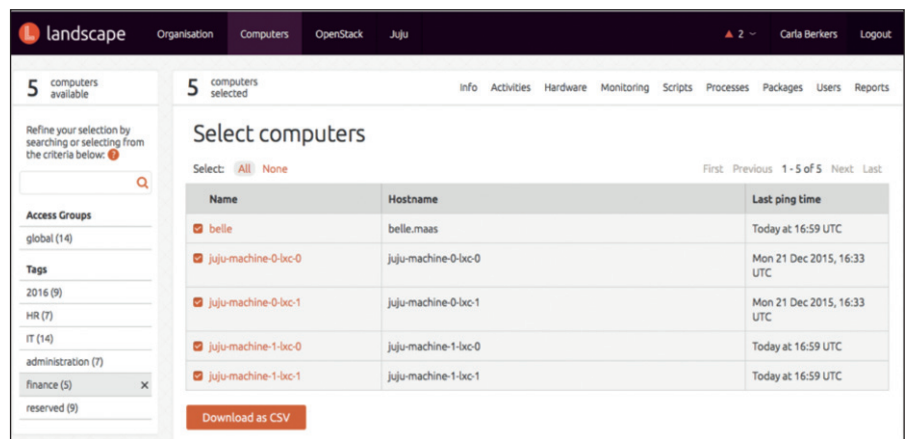 landscape
Organisation Computers OpenStack Juju
2 Carla Berkers Logout
5 computers available
5 computers selected
Info Activities Hardware Monitoring Scripts Processes Packages Users Reports
Refine your selection by
searching or selecting from
the criteria below: ?
Access Groups
global (14)
Tags
2016 (9)
HR (7)
IT (14)
administration (7)
finance (5) ×
reserved (9)
Select computers
Select: All None
First Previous 1 - 5 of 5 Next Last
Name Hostname Last ping time
belle belle.maas Today at 16:59 UTC
juju-machine-0-lxc-0 juju-machine-0-lxc-0 Mon 21 Dec 2015, 16:33
UTC
juju-machine-0-lxc-1 juju-machine-0-lxc-1 Mon 21 Dec 2015, 16:33
UTC
juju-machine-1-lxc-0 juju-machine-1-lxc-0 Today at 16:59 UTC
juju-machine-1-lxc-1 juju-machine-1-lxc-1 Today at 16:59 UTC
Download as CSV